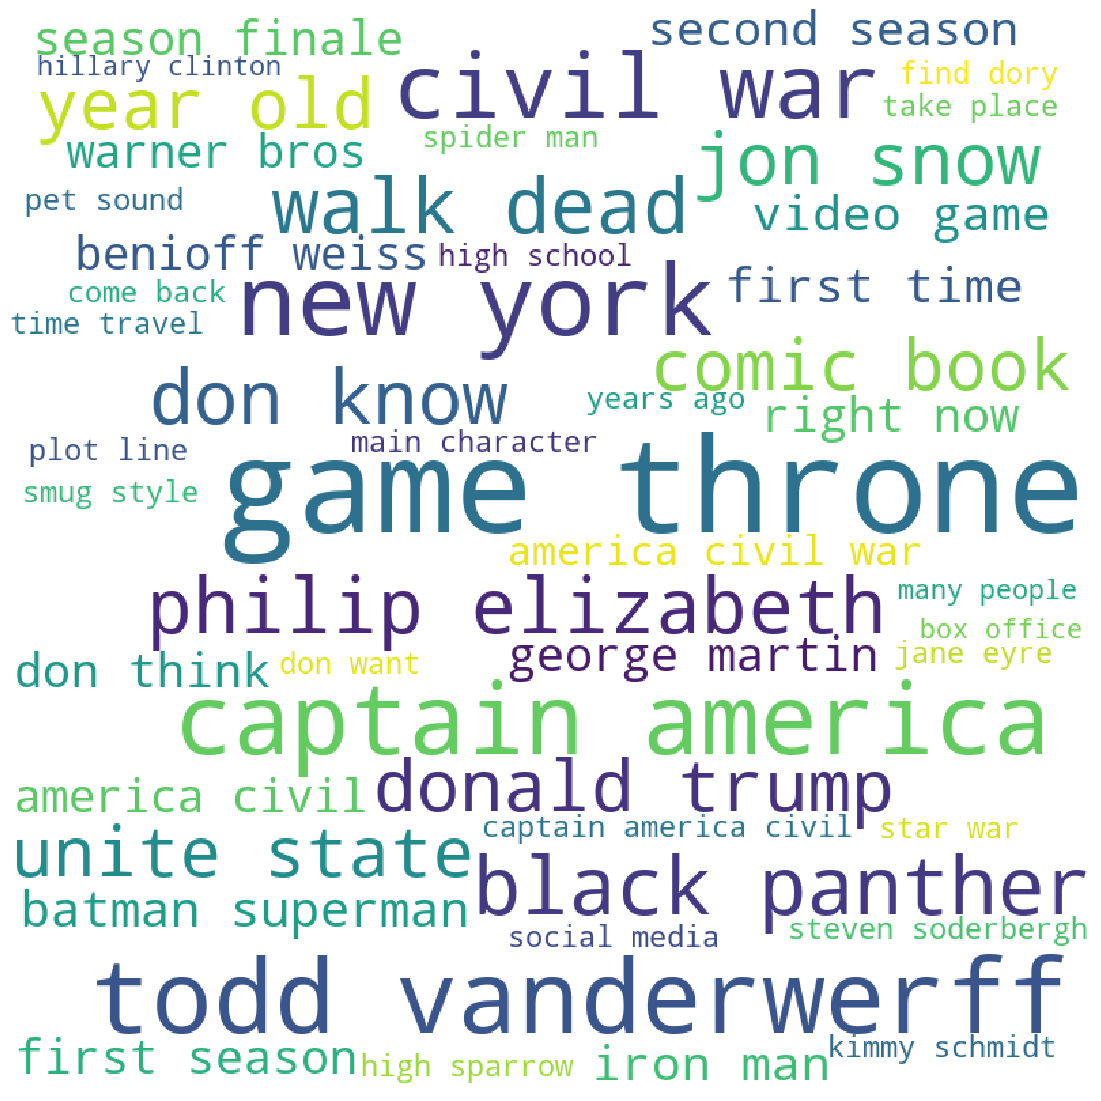 season finale
second season
hillary clinton
civil war
find dory
year old
take place
spider man
warner bros
jon snow
pet sound
walk dead
video game
benioff weiss
high school
come back
new york
first time
time travel
don know
comic book
years ago
right now
plot line
main character
smug style
game throne
america civil war
philip elizabeth
many people
box office
don think
don want
george martin
jane eyre
captain america
america civil
donald trump
unite state
captain america civil
star war
batman superman
black panther
social media
steven soderbergh
todd vanderwerff
first season
high sparrow
iron man
kimmy schmidt